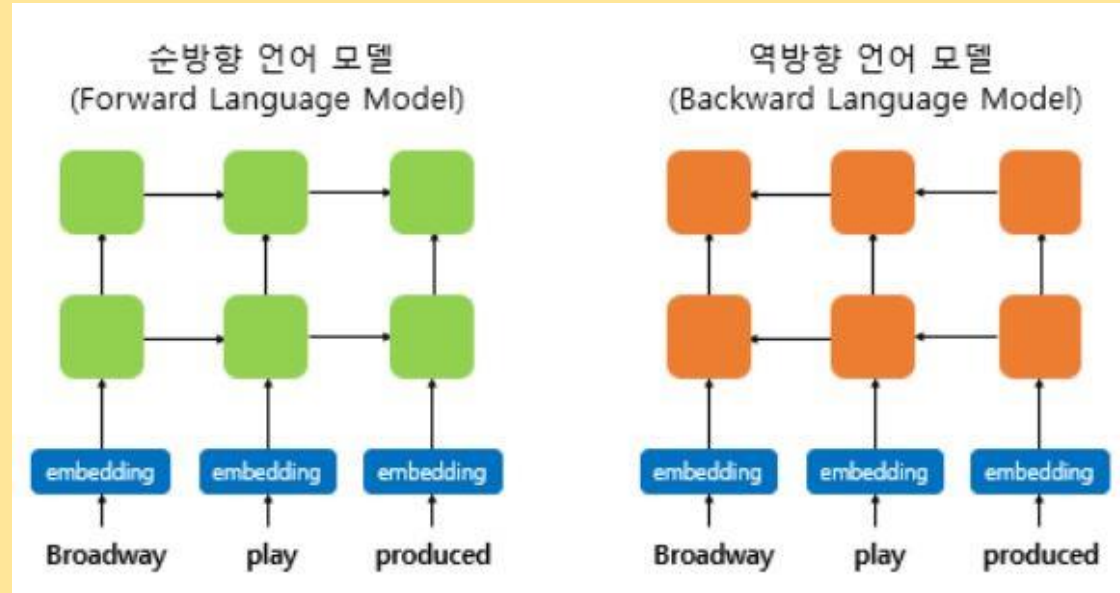 순방향 언어 모델
(Forward Language Model)
역방향 언어 모델
(Backward Language Model)
embedding embedding embedding
embedding embedding embedding
Broadway play produced
Broadway play produced